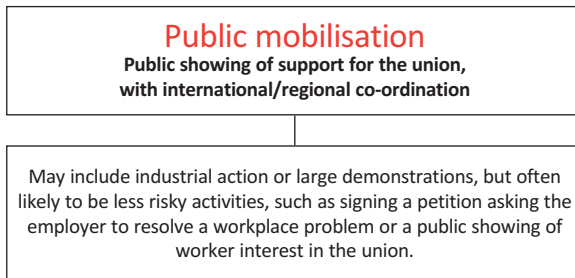 Public mobilisation
Public showing of support for the union,
with international/regional co-ordination
May include industrial action or large demonstrations, but often
likely to be less risky activities, such as signing a petition asking the
employer to resolve a workplace problem or a public showing of
worker interest in the union.